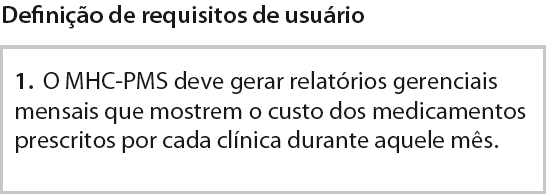 Definição de requisitos de usuário
1. O MHC-PMS deve gerar relatórios gerenciais
mensais que mostrem o custo dos medicamentos
prescritos por cada clínica durante aquele mês.